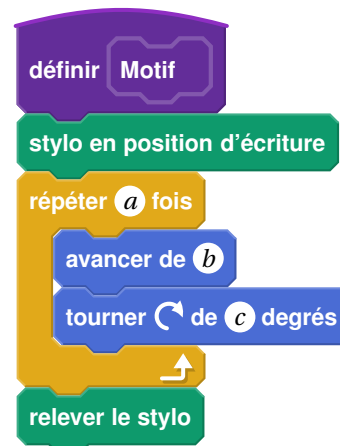 définir Motif
stylo en position d'écriture
répéter a fois
avancer de b
tourner de c degrés
relever le stylo